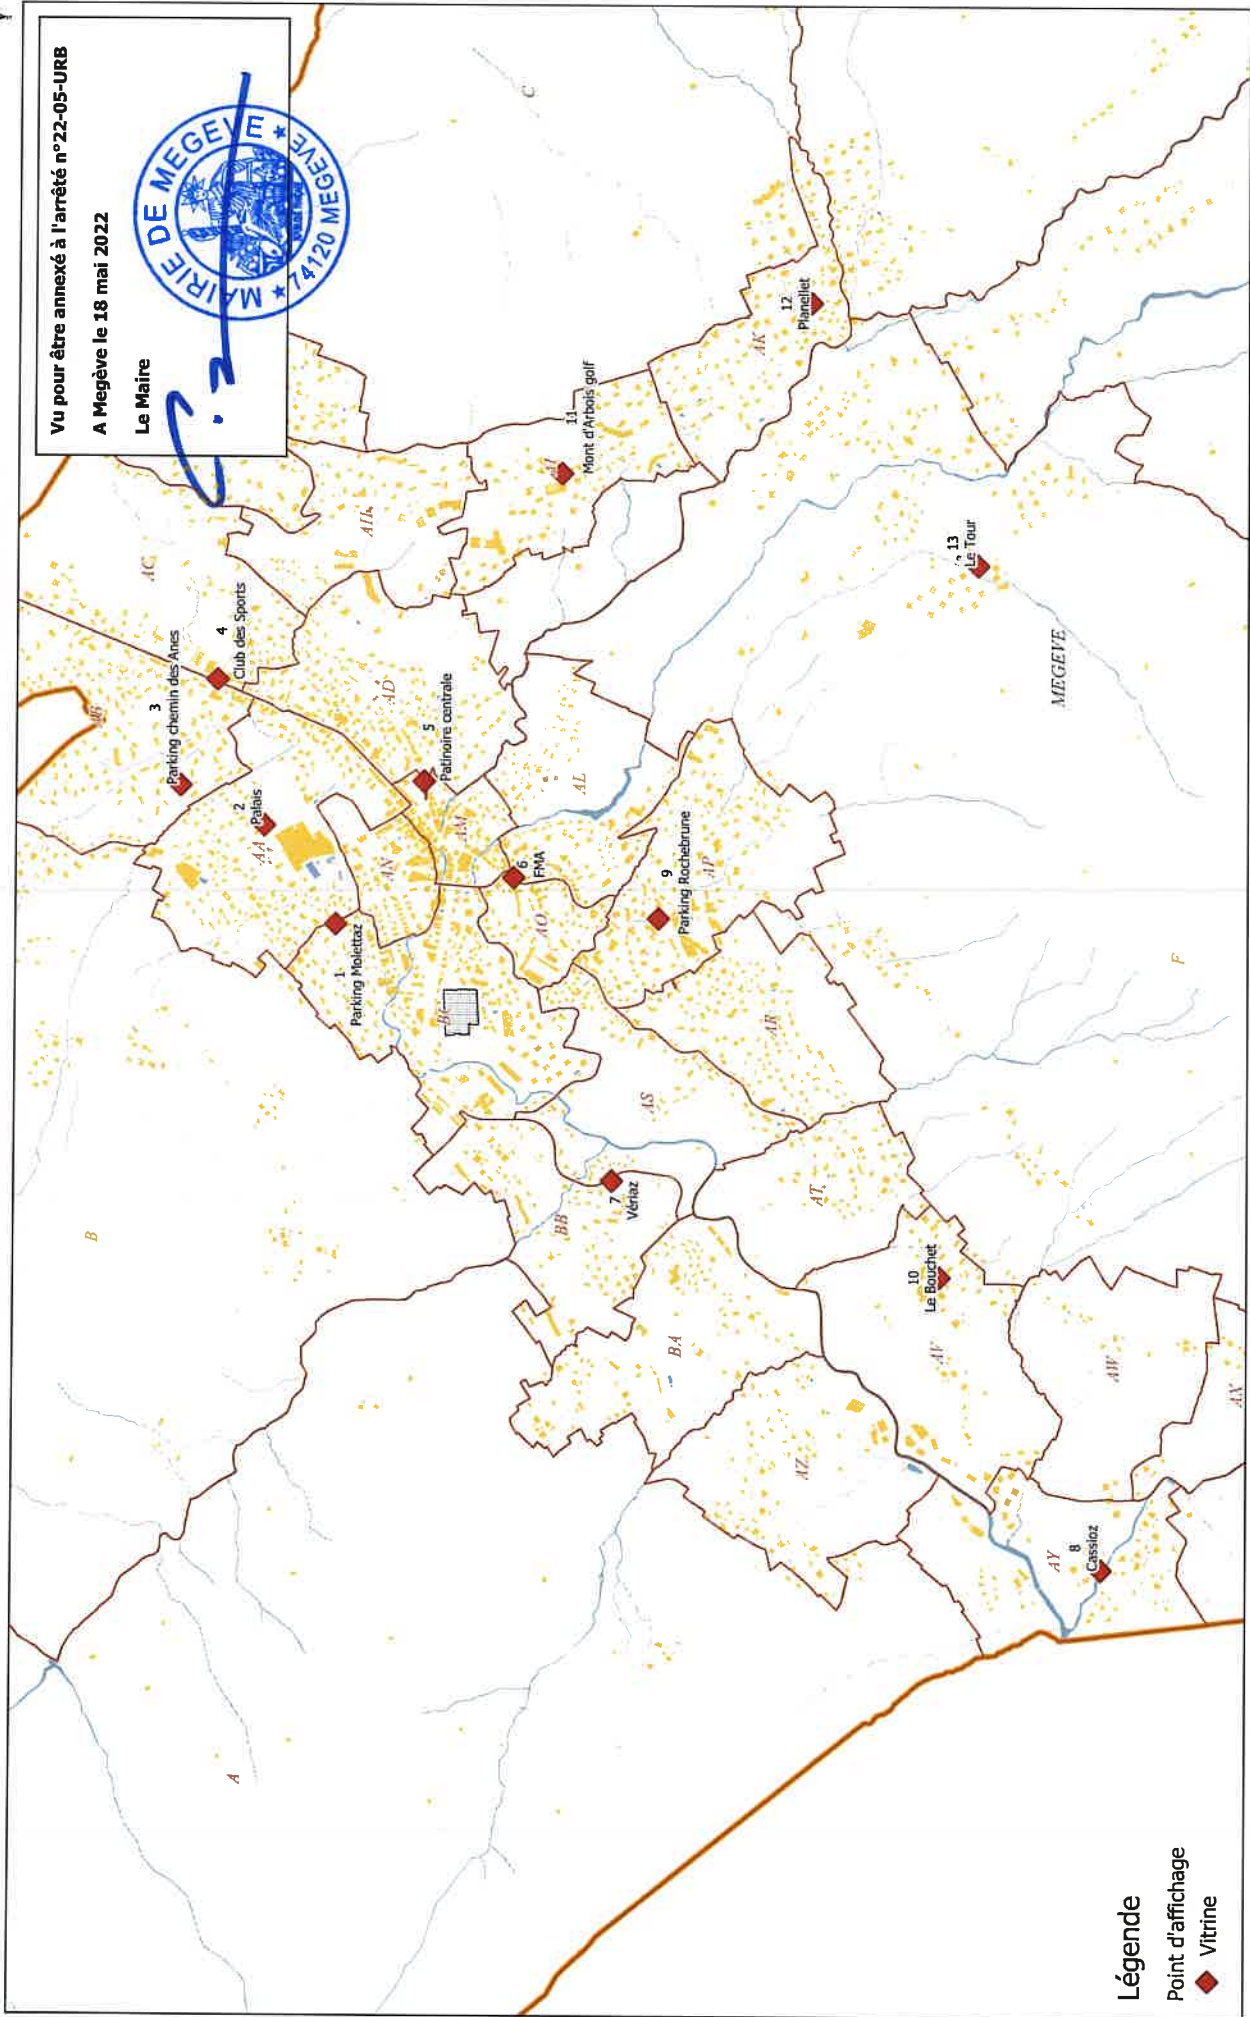 Vu pour être annexé à l'arrêté n°22-05-URB
A Megève le 18 mai 2022
Le Maire
MAIRIE DE MEGEVE
★ 74120 MEGEVE ★
C
B
A
F
MEGEVE
AB
AC
AH
AI
AK
AD
AA
AN
AM
AL
AO
AP
AR
AS
AT
BB
BA
AZ
AV
AW
AX
AY
1
Parking Molettaz
2
Palais
3
Parking chemin des Anes
4
Club des Sports
5
Patinoire centrale
6
FMA
7
Vériaz
8
Cassioz
9
Parking Rochebrune
10
Le Bouchet
11
Mont d'Arbois golf
12
Planellet
13
Le Tour
Légende
Point d'affichage
Vitrine